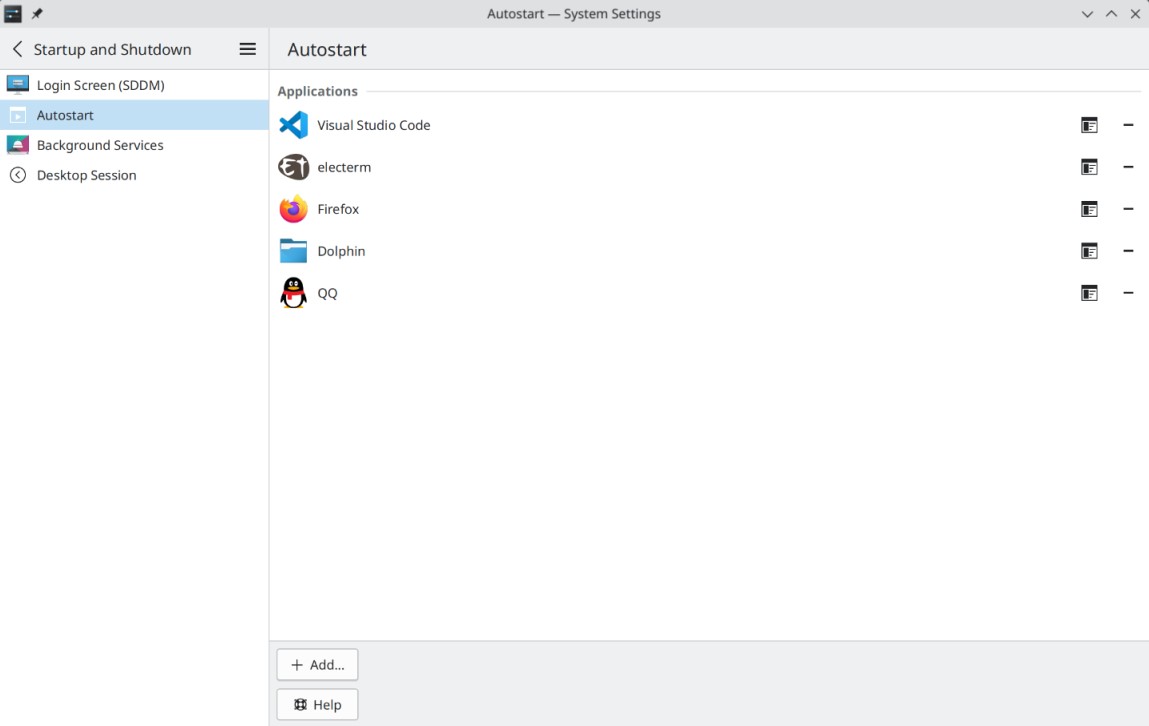 Autostart — System Settings
Startup and Shutdown
Autostart
Login Screen (SDDM)
Autostart
Background Services
Desktop Session
Applications
Visual Studio Code
electerm
Firefox
Dolphin
QQ
Add...
Help